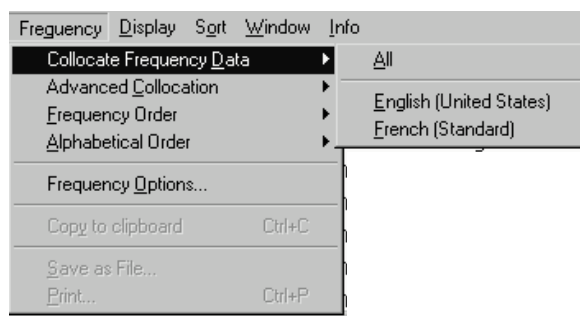 Frequency Display Sort Window Info
Collocate Frequency Data
Advanced Collocation
Frequency Order
Alphabetical Order
Frequency Options...
Copy to clipboard Ctrl+C
Save as File...
Print... Ctrl+P
All
English (United States)
French (Standard)